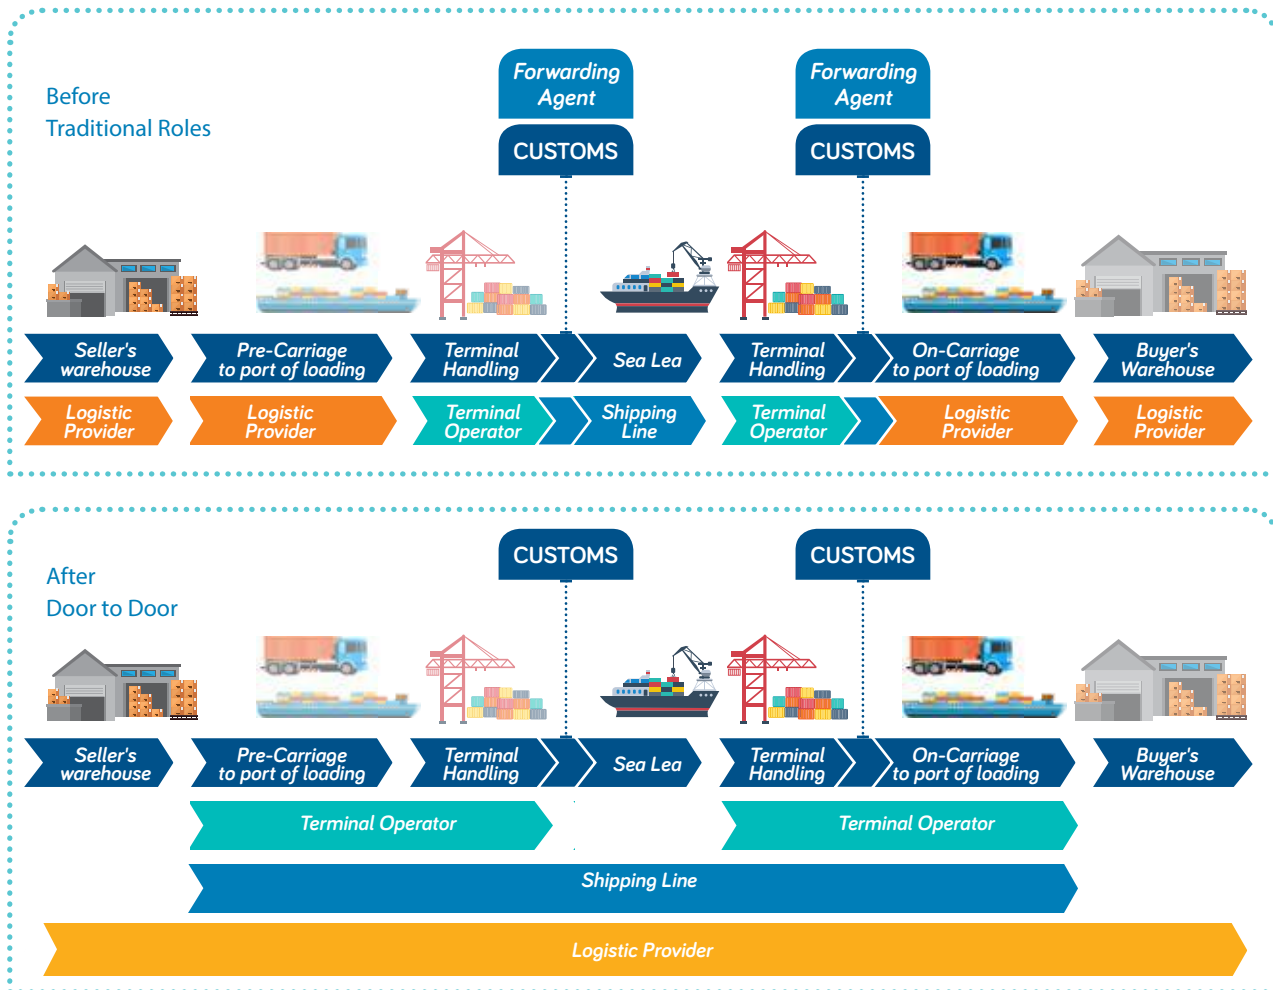 Before
Traditional Roles
Forwarding
Agent
CUSTOMS
Forwarding
Agent
CUSTOMS
Seller's
warehouse
Pre-Carriage
to port of loading
Terminal
Handling
Sea Lea
Terminal
Handling
On-Carriage
to port of loading
Buyer's
Warehouse
Logistic
Provider
Logistic
Provider
Terminal
Operator
Shipping
Line
Terminal
Operator
Logistic
Provider
Logistic
Provider
After
Door to Door
CUSTOMS
CUSTOMS
Seller's
warehouse
Pre-Carriage
to port of loading
Terminal
Handling
Sea Lea
Terminal
Handling
On-Carriage
to port of loading
Buyer's
Warehouse
Terminal Operator
Terminal Operator
Shipping Line
Logistic Provider